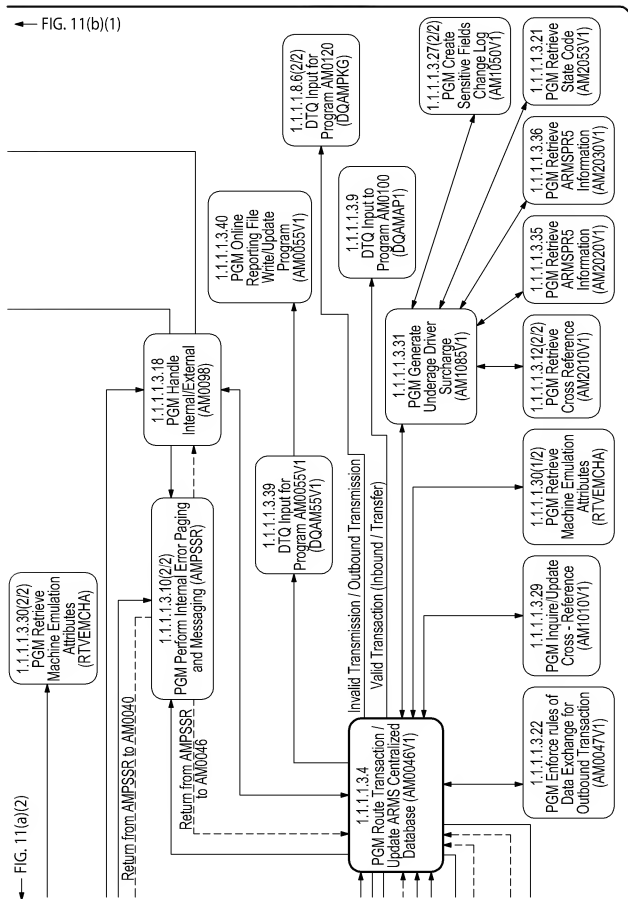 FIG. 11(b)(1)
1.1.1.1.8.6(2/2)
DTQ Input for
Program AM0120
(DQAMPKG)
1.1.1.1.3.27(2/2)
PGM Create
Sensitive Fields
Change Log
(AM1050V1)
1.1.1.1.3.21
PGM Retrieve
State Code
(AM2053V1)
1.1.1.1.3.36
PGM Retrieve
ARMSPR5
Information
(AM2030V1)
1.1.1.1.3.40
PGM Online
Reporting File
Write/Update
Program
(AM0055V1)
1.1.1.1.3.9
DTQ Input to
Program AM0100
(DQAMAP1)
1.1.1.1.3.35
PGM Retrieve
ARMSPR5
Information
(AM2020V1)
1.1.1.1.3.18
PGM Handle
Internal/External
(AM0098)
1.1.1.1.3.31
PGM Generate
Underage Driver
Surcharge
(AM1085V1)
1.1.1.1.3.12(2/2)
PGM Retrieve
Cross Reference
(AM2010V1)
1.1.1.1.3.39
DTQ Input for
Program AM0055V1
(DQAM55V1)
1.1.1.1.30(1/2)
PGM Retrieve
Machine Emulation
Attributes
(RTVEMCHA)
1.1.1.1.3.30(2/2)
PGM Retrieve
Machine Emulation
Attributes
(RTVEMCHA)
1.1.1.1.3.10(2/2)
PGM Perform Internal Error Paging
and Messaging (AMPSSR)
Invalid Transmission / Outbound Transmission
Valid Transaction (Inbound / Transfer)
1.1.1.1.3.29
PGM Inquire/Update
Cross - Reference
(AM1010V1)
Return from AMPSSR to AM0040
Return from AMPSSR
to AM0046
1.1.1.1.3.4
PGM Route Transaction /
Update ARMS Centralized
Database (AM0046V1)
1.1.1.1.3.22
PGM Enforce rules of
Data Exchange for
Outbound Transaction
(AM0047V1)
FIG. 11(a)(2)